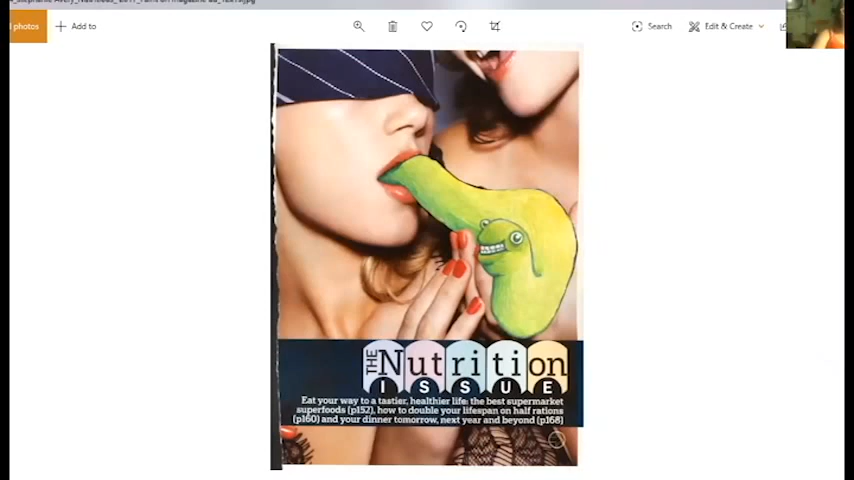 photos
Add to
Search
Edit & Create
THE Nutrition
ISSUE
Eat your way to a tastier, healthier life: the best supermarket
superfoods (p152), how to double your lifespan on half rations
(p160) and your dinner tomorrow, next year and beyond (p168)